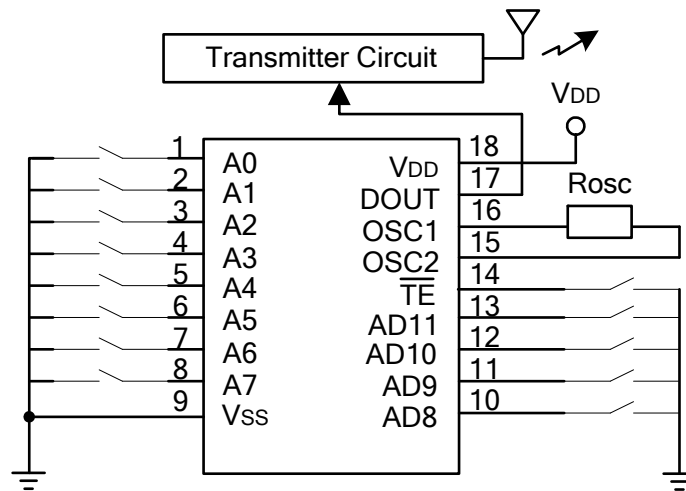 Transmitter Circuit
VDD
1 A0 VDD 18
2 A1 DOUT 17 Rosc
3 A2 OSC1 16
4 A3 OSC2 15
5 A4 T̅E̅ 14
6 A5 AD11 13
7 A6 AD10 12
8 A7 AD9 11
9 VSS AD8 10